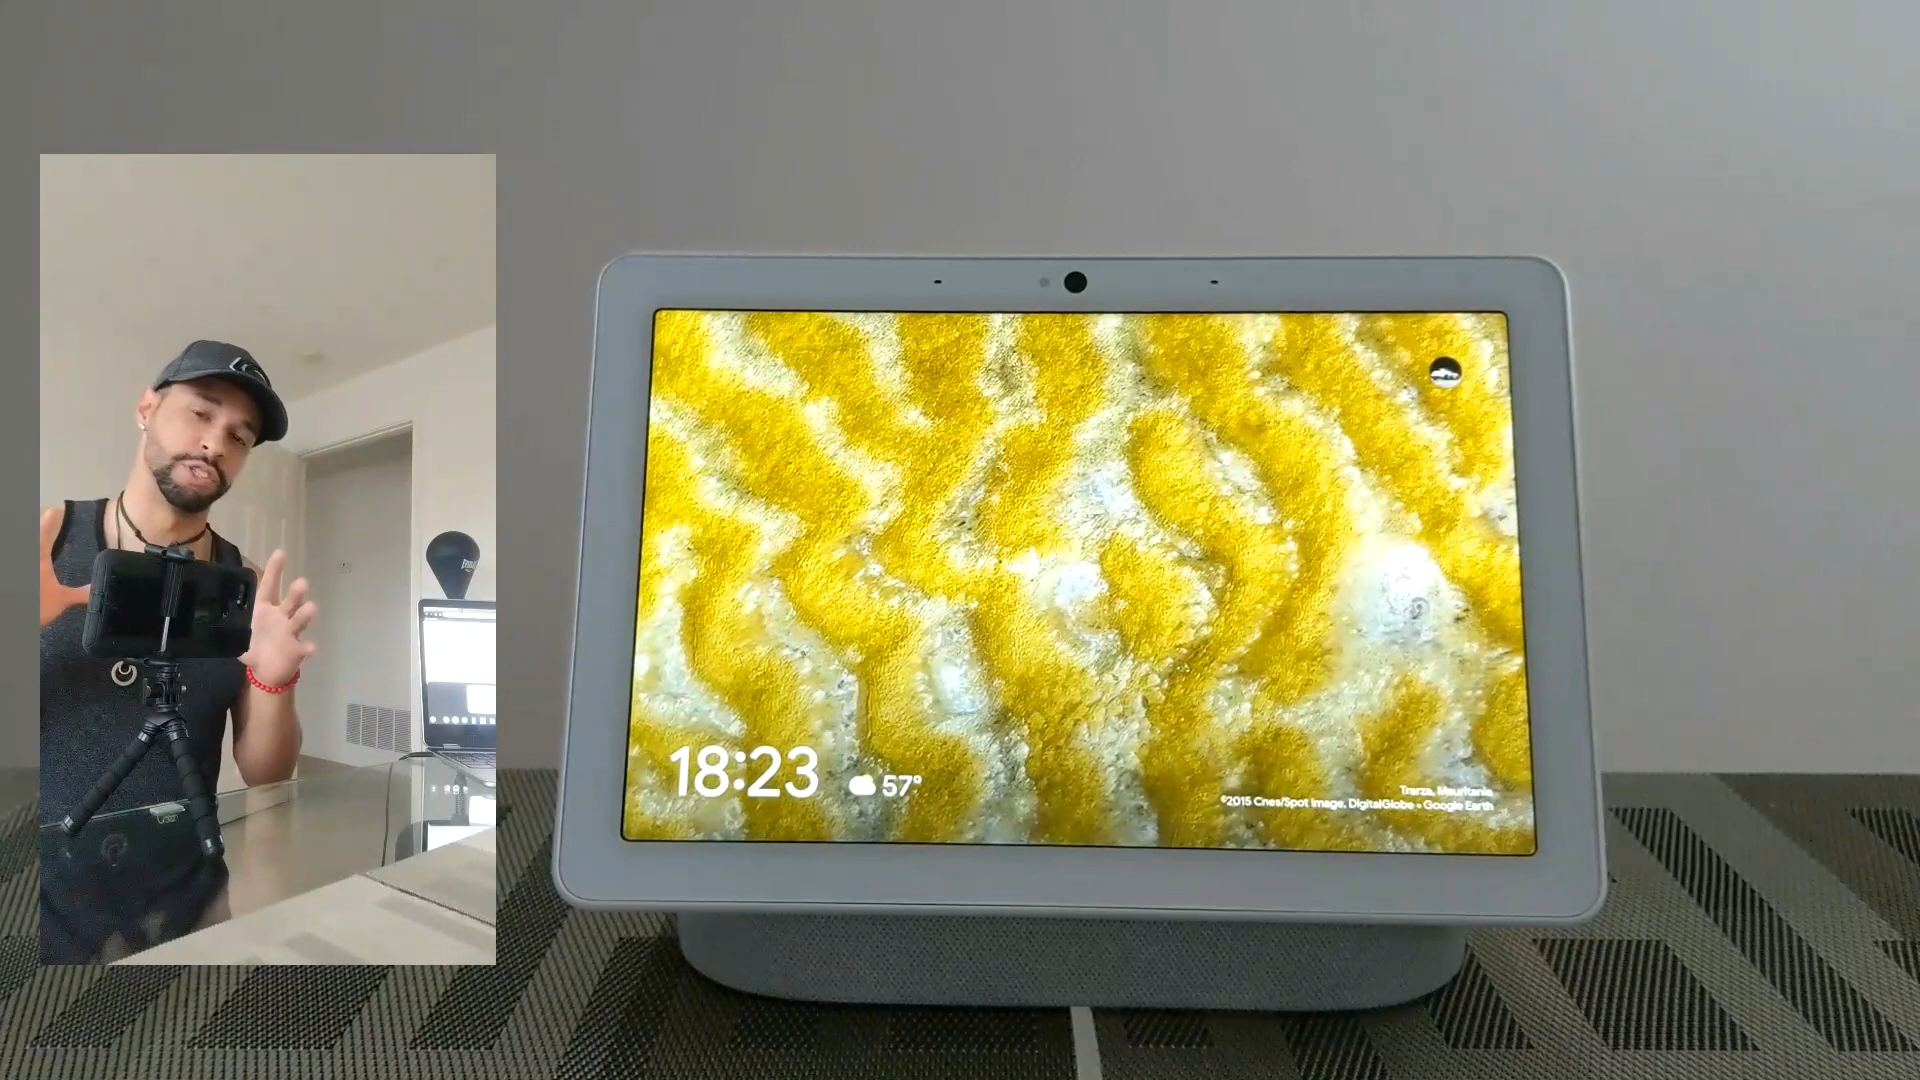 18:23
57°
Trarza, Mauritania
©2015 Cnes/Spot Image, DigitalGlobe - Google Earth